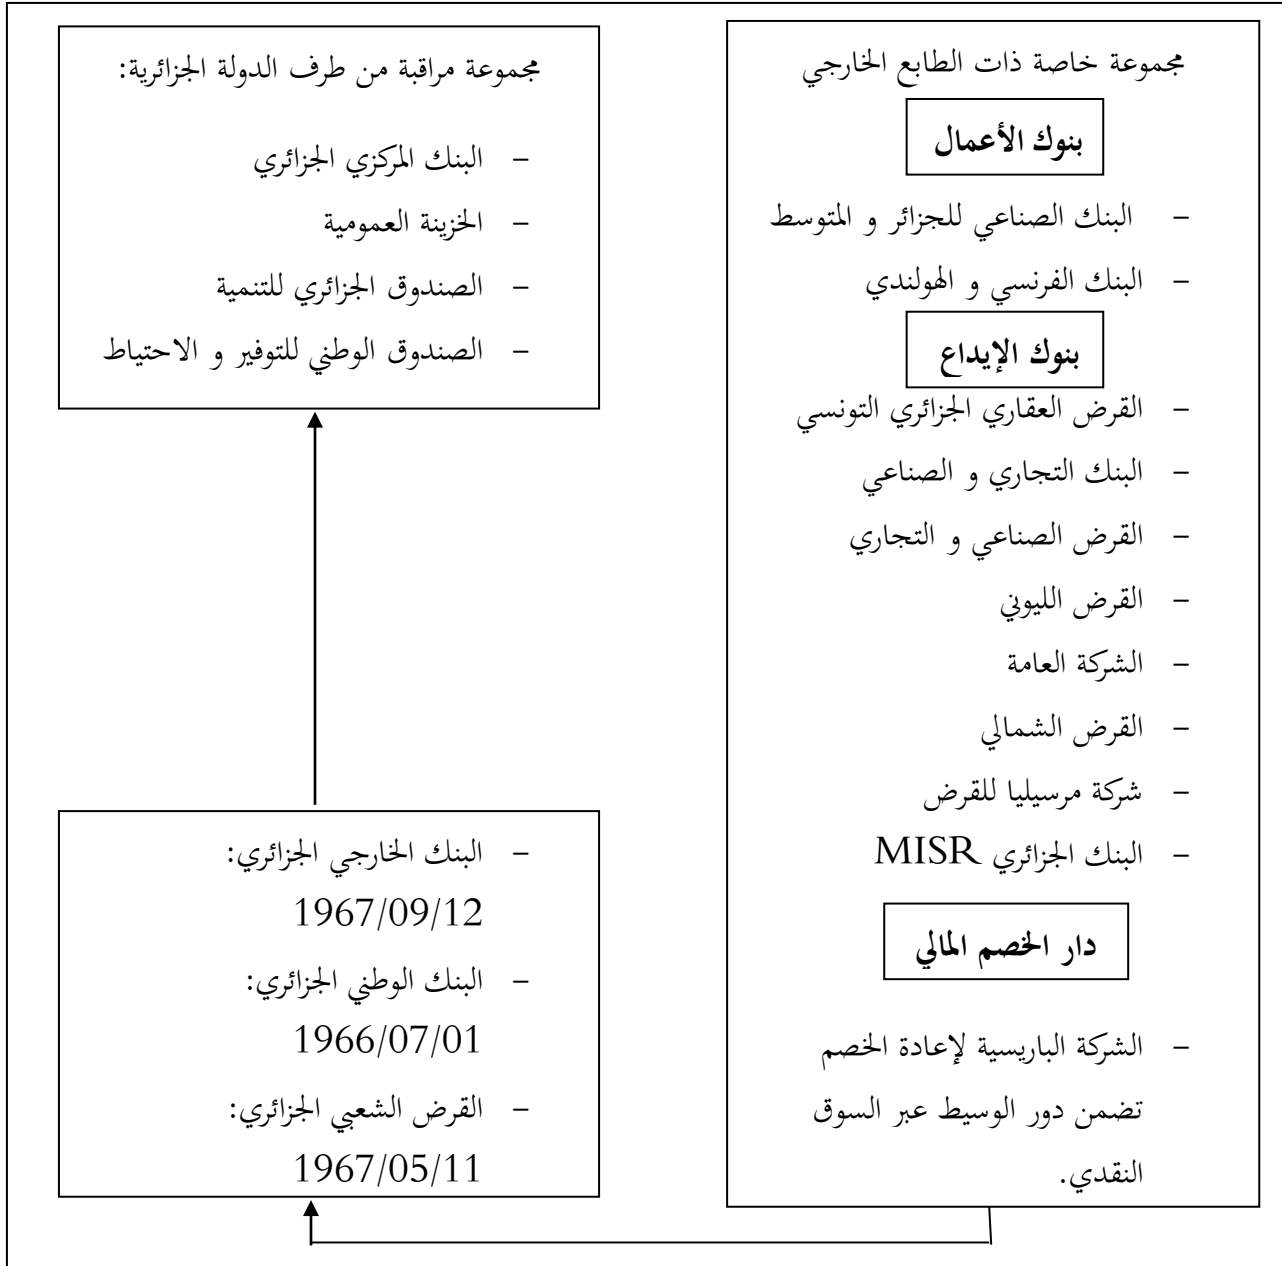 مجموعة خاصة ذات الطابع الخارجي
بنوك الأعمال
- البنك الصناعي للجزائر و المتوسط
- البنك الفرنسي و الهولندي
بنوك الإيداع
- القرض العقاري الجزائري التونسي
- البنك التجاري و الصناعي
- القرض الصناعي و التجاري
- القرض الليوني
- الشركة العامة
- القرض الشمالي
- شركة مرسيليا للقرض
- البنك الجزائري MISR
دار الخصم المالي
- الشركة الباريسية لإعادة الخصم
تضمن دور الوسيط عبر السوق
النقدي.
مجموعة مراقبة من طرف الدولة الجزائرية:
- البنك المركزي الجزائري
- الخزينة العمومية
- الصندوق الجزائري للتنمية
- الصندوق الوطني للتوفير و الاحتياط
- البنك الخارجي الجزائري:
1967/09/12
- البنك الوطني الجزائري:
1966/07/01
- القرض الشعبي الجزائري:
1967/05/11